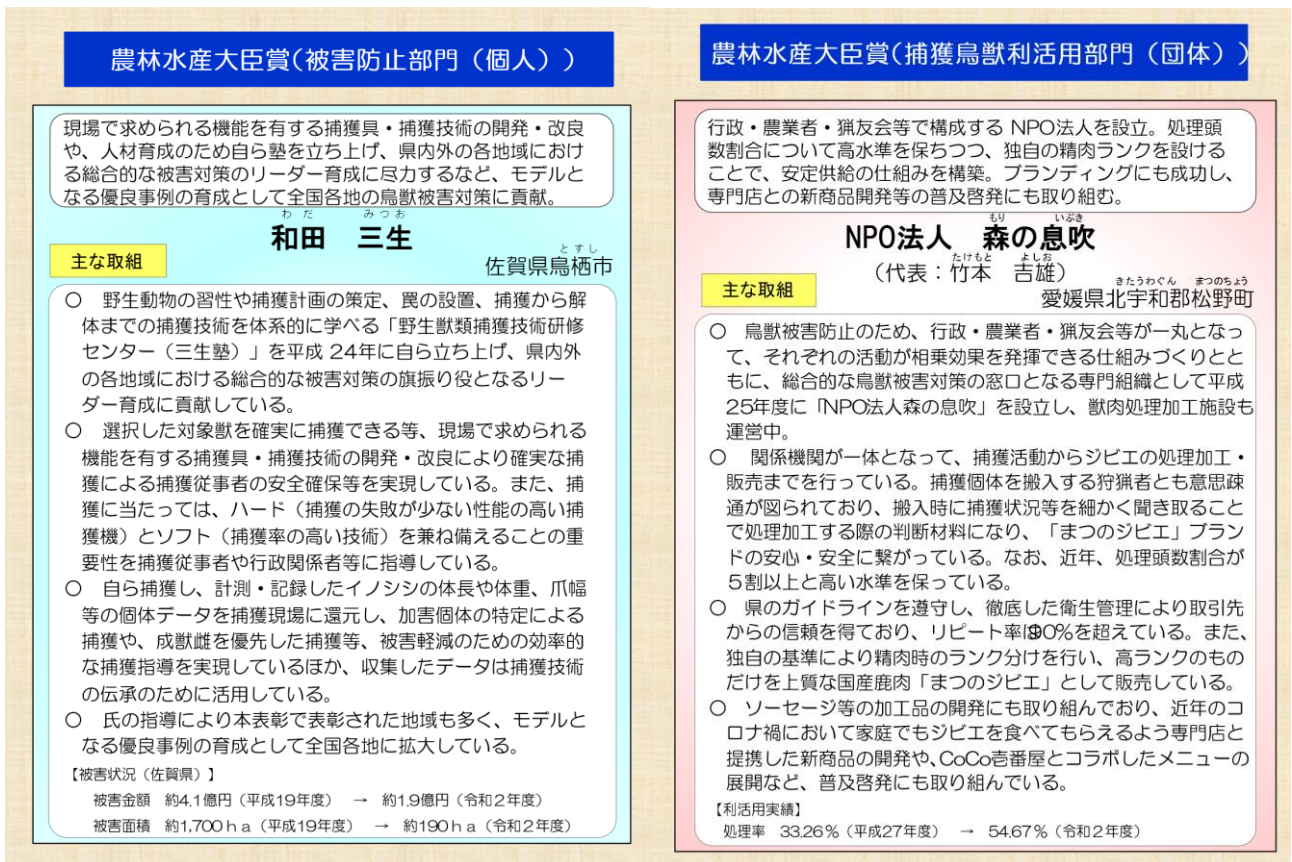 農林水産大臣賞(被害防止部門（個人）)
現場で求められる機能を有する捕獲具・捕獲技術の開発・改良
や、人材育成のため自ら塾を立ち上げ、県内外の各地域におけ
る総合的な被害対策のリーダー育成に尽力するなど、モデルと
なる優良事例の育成として全国各地の鳥獣被害対策に貢献。
わだ　みつお
和田　三生
主な取組
とすし
佐賀県鳥栖市
○　野生動物の習性や捕獲計画の策定、罠の設置、捕獲から解
体までの捕獲技術を体系的に学べる「野生獣類捕獲技術研修
センター（三生塾）」を平成 24年に自ら立ち上げ、県内外
の各地域における総合的な被害対策の旗振り役となるリー
ダー育成に貢献している。
○　選択した対象獣を確実に捕獲できる等、現場で求められる
機能を有する捕獲具・捕獲技術の開発・改良により確実な捕
獲による捕獲従事者の安全確保等を実現している。また、捕
獲に当たっては、ハード（捕獲の失敗が少ない性能の高い捕
獲機）とソフト（捕獲率の高い技術）を兼ね備えることの重
要性を捕獲従事者や行政関係者等に指導している。
○　自ら捕獲し、計測・記録したイノシシの体長や体重、爪幅
等の個体データを捕獲現場に還元し、加害個体の特定による
捕獲や、成獣雌を優先した捕獲等、被害軽減のための効率的
な捕獲指導を実現しているほか、収集したデータは捕獲技術
の伝承のために活用している。
○　氏の指導により本表彰で表彰された地域も多く、モデルと
なる優良事例の育成として全国各地に拡大している。
【被害状況（佐賀県）】
被害金額　約4.1億円（平成19年度）　→　約1.9億円（令和２年度）
被害面積　約1,700ｈａ（平成19年度）　→　約190ｈａ（令和２年度）
農林水産大臣賞(捕獲鳥獣利活用部門（団体）)
行政・農業者・猟友会等で構成する NPO法人を設立。処理頭
数割合について高水準を保ちつつ、独自の精肉ランクを設ける
ことで、安定供給の仕組みを構築。ブランディングにも成功し、
専門店との新商品開発等の普及啓発にも取り組む。
もり　いぶき
NPO法人　森の息吹
たけもと　よしお
（代表：竹本　吉雄）
主な取組
きたうわぐん　まつのちょう
愛媛県北宇和郡松野町
○　鳥獣被害防止のため、行政・農業者・猟友会等が一丸となっ
て、それぞれの活動が相乗効果を発揮できる仕組みづくりとと
もに、総合的な鳥獣被害対策の窓口となる専門組織として平成
25年度に「NPO法人森の息吹」を設立し、獣肉処理加工施設も
運営中。
○　関係機関が一体となって、捕獲活動からジビエの処理加工・
販売までを行っている。捕獲個体を搬入する狩猟者とも意思疎
通が図られており、搬入時に捕獲状況等を細かく聞き取ること
で処理加工する際の判断材料になり、「まつのジビエ」ブラン
ドの安心・安全に繋がっている。なお、近年、処理頭数割合が
５割以上と高い水準を保っている。
○　県のガイドラインを遵守し、徹底した衛生管理により取引先
からの信頼を得ており、リピート率は90%を超えている。また、
独自の基準により精肉時のランク分けを行い、高ランクのもの
だけを上質な国産鹿肉「まつのジビエ」として販売している。
○　ソーセージ等の加工品の開発にも取り組んでおり、近年のコ
ロナ禍において家庭でもジビエを食べてもらえるよう専門店と
提携した新商品の開発や、CoCo壱番屋とコラボしたメニューの
展開など、普及啓発にも取り組んでいる。
【利活用実績】
処理率　33.26％（平成27年度）　→　54.67％（令和２年度）